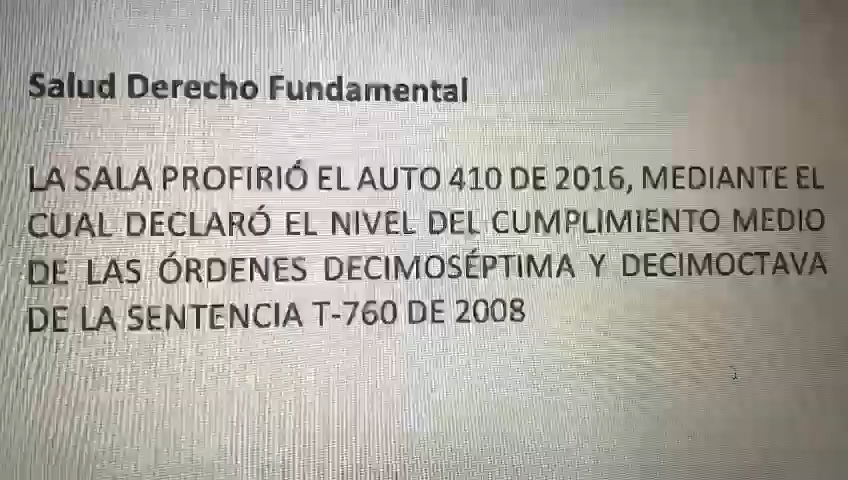 Salud Derecho Fundamental
LA SALA PROFIRIÓ EL AUTO 410 DE 2016, MEDIANTE EL
CUAL DECLARÓ EL NIVEL DEL CUMPLIMIENTO MEDIO
DE LAS ÓRDENES DECIMOSÉPTIMA Y DECIMOCTAVA
DE LA SENTENCIA T-760 DE 2008